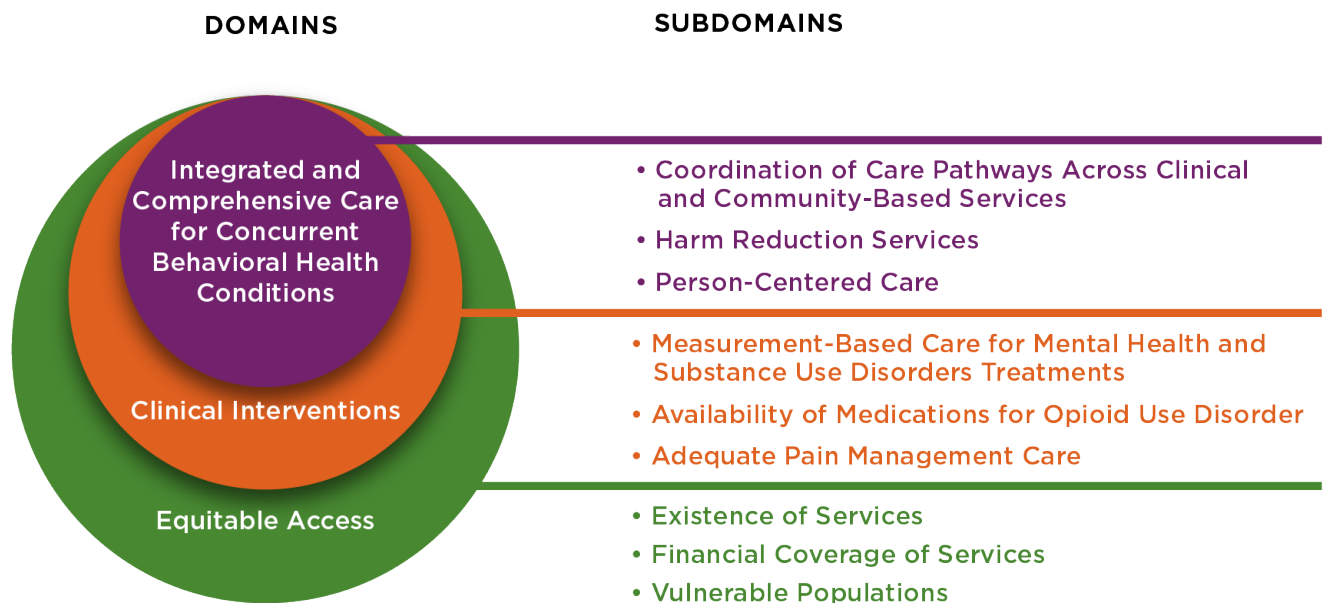 DOMAINS
SUBDOMAINS
Integrated and
Comprehensive Care
for Concurrent
Behavioral Health
Conditions
Clinical Interventions
Equitable Access
• Coordination of Care Pathways Across Clinical
and Community-Based Services
• Harm Reduction Services
• Person-Centered Care
• Measurement-Based Care for Mental Health and
Substance Use Disorders Treatments
• Availability of Medications for Opioid Use Disorder
• Adequate Pain Management Care
• Existence of Services
• Financial Coverage of Services
• Vulnerable Populations